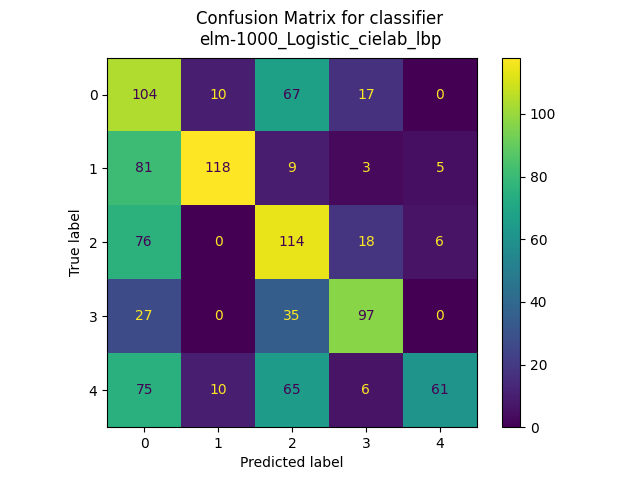 Confusion Matrix for classifier
elm-1000_Logistic_cielab_lbp
True label
0 104 10 67 17 0
1 81 118 9 3 5
2 76 0 114 18 6
3 27 0 35 97 0
4 75 10 65 6 61
0 1 2 3 4
Predicted label
100
80
60
40
20
0